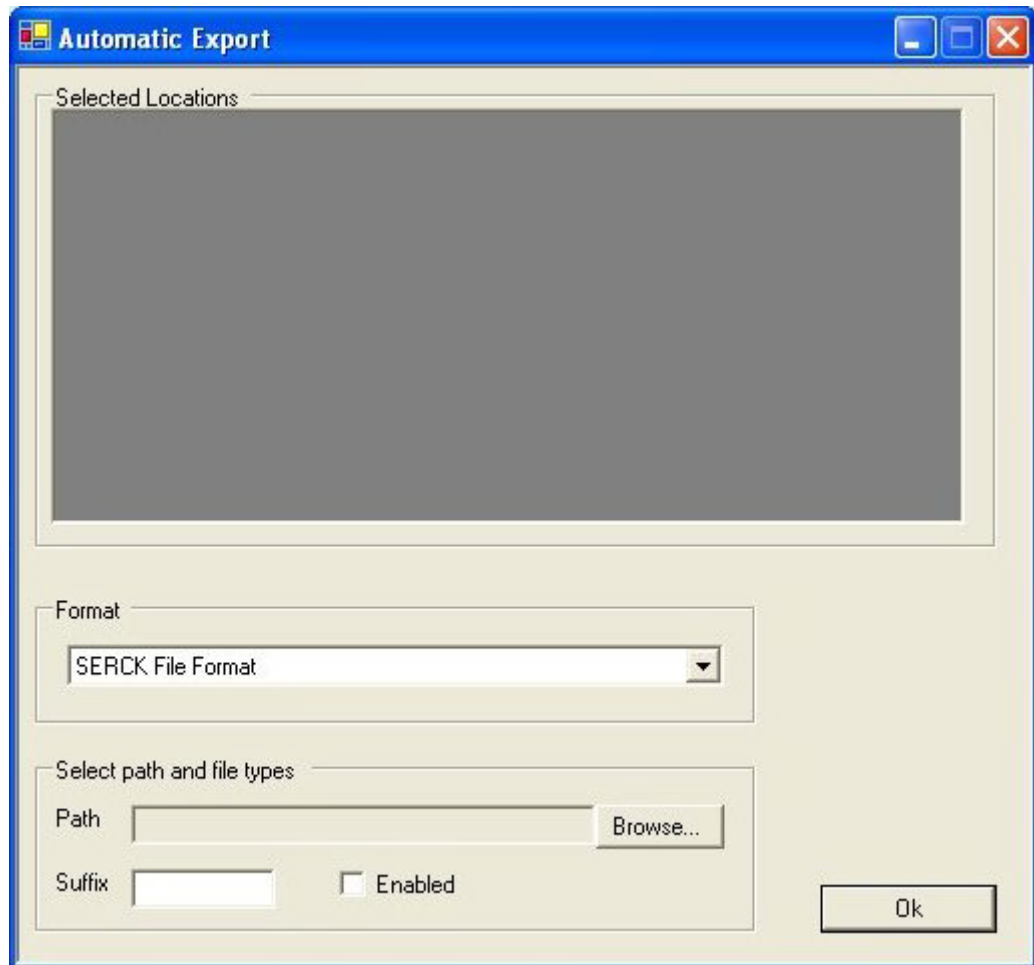 Automatic Export
Selected Locations
Format
SERCK File Format
Select path and file types
Path
Browse...
Suffix
Enabled
Ok